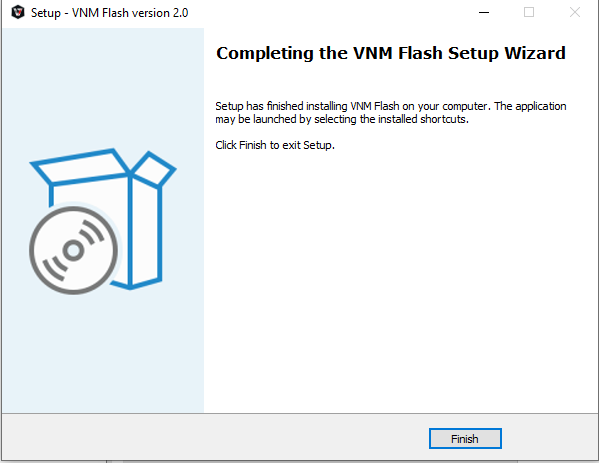 Setup - VNM Flash version 2.0
Completing the VNM Flash Setup Wizard
Setup has finished installing VNM Flash on your computer. The application
may be launched by selecting the installed shortcuts.
Click Finish to exit Setup.
Finish